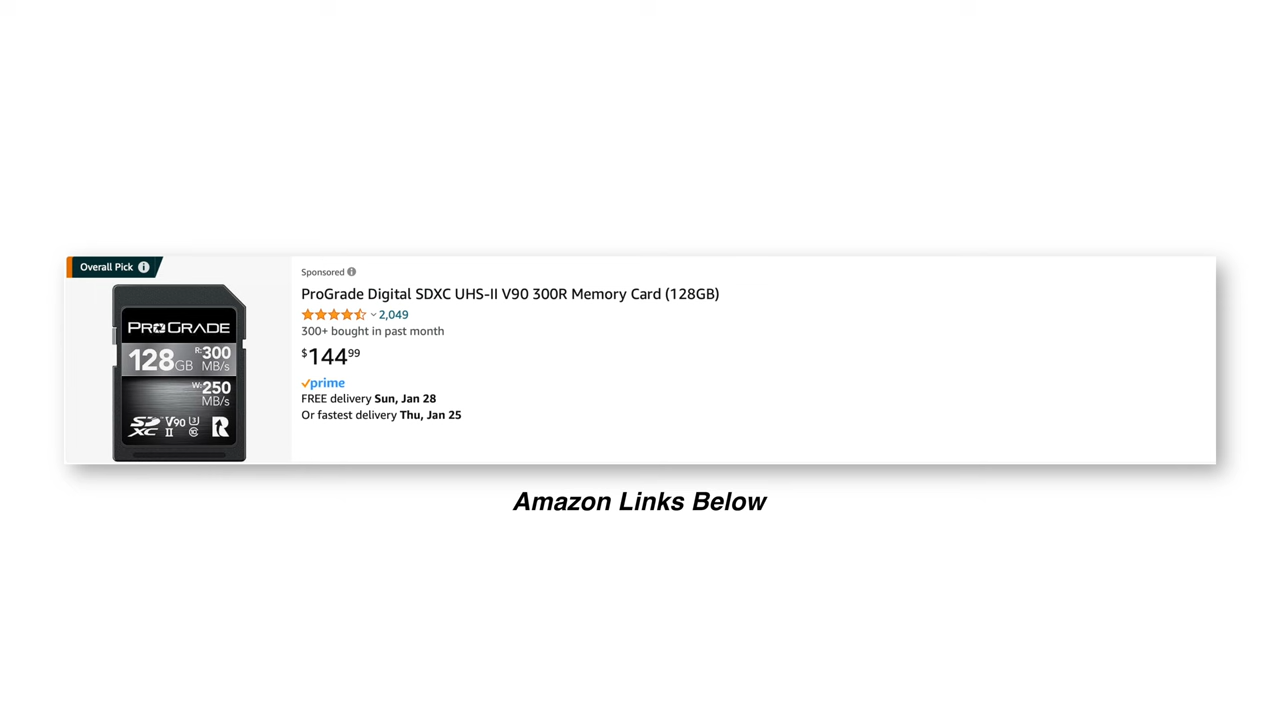 Overall Pick
Sponsored
ProGrade Digital SDXC UHS-II V90 300R Memory Card (128GB)
2,049
300+ bought in past month
$144.99
prime
FREE delivery Sun, Jan 28
Or fastest delivery Thu, Jan 25
PROGRADE
128GB R:300 MB/s
W:250 MB/s
SD XC II V90 U3 C10 R
Amazon Links Below